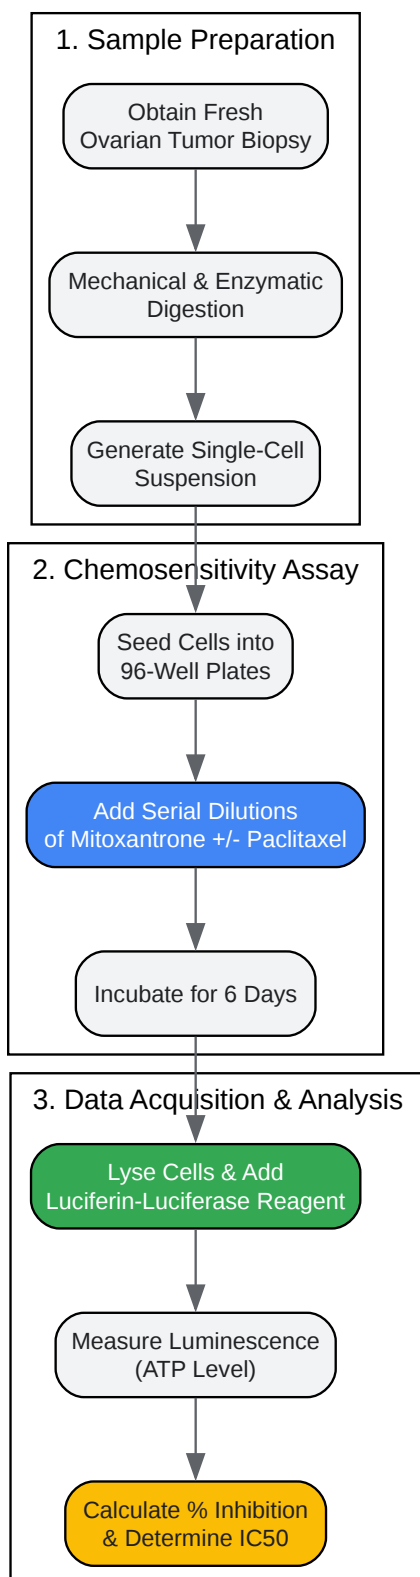 1. Sample Preparation
Obtain Fresh
Ovarian Tumor Biopsy
Mechanical & Enzymatic
Digestion
Generate Single-Cell
Suspension
2. Chemosensitivity Assay
Seed Cells into
96-Well Plates
Add Serial Dilutions
of Mitoxantrone +/- Paclitaxel
Incubate for 6 Days
3. Data Acquisition & Analysis
Lyse Cells & Add
Luciferin-Luciferase Reagent
Measure Luminescence
(ATP Level)
Calculate % Inhibition
& Determine IC50